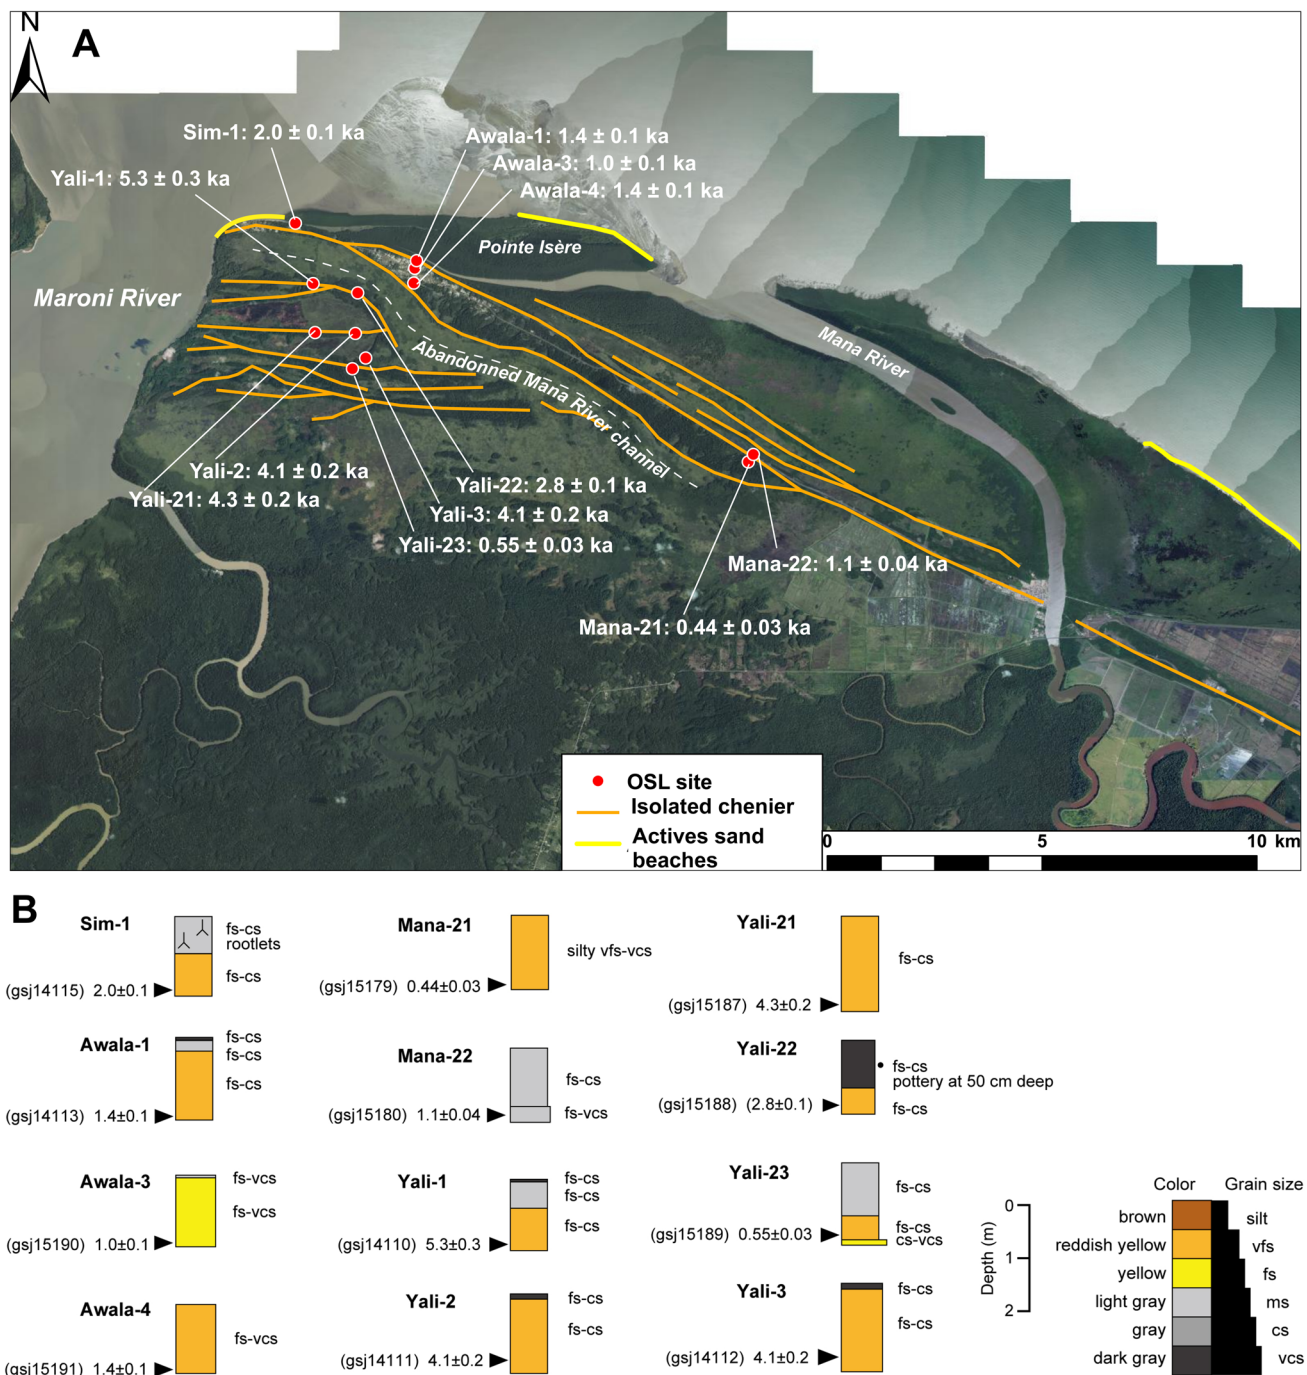 N
A
Sim-1: 2.0 ± 0.1 ka
Awala-1: 1.4 ± 0.1 ka
Awala-3: 1.0 ± 0.1 ka
Awala-4: 1.4 ± 0.1 ka
Yali-1: 5.3 ± 0.3 ka
Pointe Isère
Maroni River
Mana River
Abandonned Mana River channel
Yali-2: 4.1 ± 0.2 ka
Yali-21: 4.3 ± 0.2 ka
Yali-22: 2.8 ± 0.1 ka
Yali-3: 4.1 ± 0.2 ka
Yali-23: 0.55 ± 0.03 ka
Mana-22: 1.1 ± 0.04 ka
Mana-21: 0.44 ± 0.03 ka
OSL site
Isolated chenier
Actives sand
beaches
0 5 10 km
B
Sim-1
fs-cs
rootlets
fs-cs
(gsj14115) 2.0±0.1
Awala-1
fs-cs
fs-cs
fs-cs
(gsj14113) 1.4±0.1
Awala-3
fs-vcs
fs-vcs
(gsj15190) 1.0±0.1
Awala-4
fs-vcs
(gsj15191) 1.4±0.1
Mana-21
silty vfs-vcs
(gsj15179) 0.44±0.03
Mana-22
fs-cs
fs-vcs
(gsj15180) 1.1±0.04
Yali-1
fs-cs
fs-cs
fs-cs
(gsj14110) 5.3±0.3
Yali-2
fs-cs
fs-cs
(gsj14111) 4.1±0.2
Yali-21
fs-cs
(gsj15187) 4.3±0.2
Yali-22
fs-cs
pottery at 50 cm deep
fs-cs
(gsj15188) (2.8±0.1)
Yali-23
fs-cs
fs-cs
cs-vcs
(gsj15189) 0.55±0.03
Yali-3
fs-cs
fs-cs
(gsj14112) 4.1±0.2
Depth (m)
0
1
2
Color Grain size
brown silt
reddish yellow vfs
yellow fs
light gray ms
gray cs
dark gray vcs